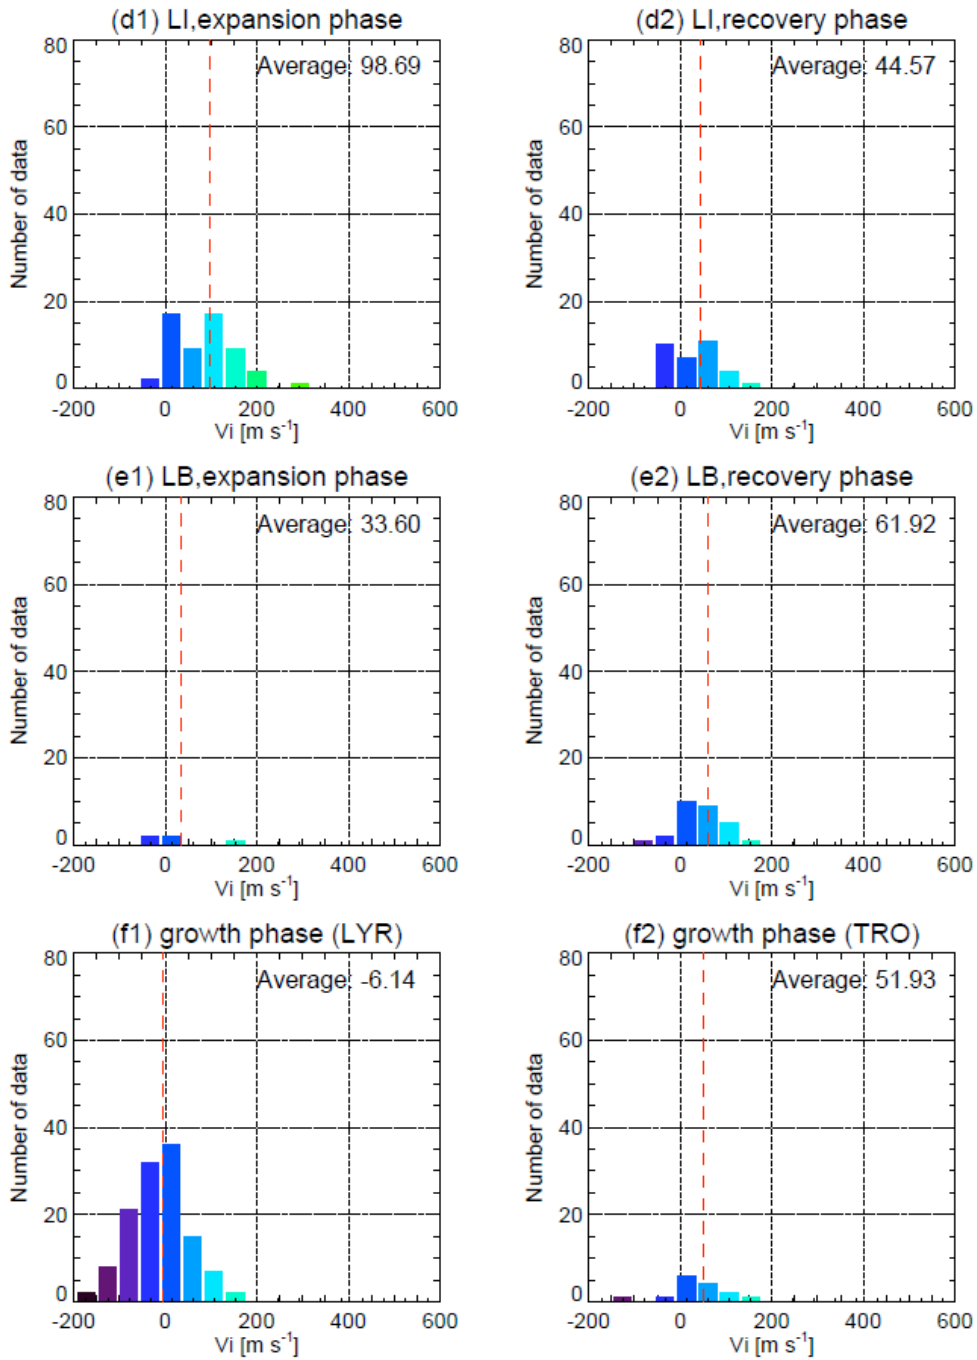 (d1) LI,expansion phase
Average: 98.69
80
60
40
20
0
Number of data
-200 0 200 400 600
Vi [m s⁻¹]
(d2) LI,recovery phase
Average: 44.57
80
60
40
20
0
Number of data
-200 0 200 400 600
Vi [m s⁻¹]
(e1) LB,expansion phase
Average: 33.60
80
60
40
20
0
Number of data
-200 0 200 400 600
Vi [m s⁻¹]
(e2) LB,recovery phase
Average: 61.92
80
60
40
20
0
Number of data
-200 0 200 400 600
Vi [m s⁻¹]
(f1) growth phase (LYR)
Average: -6.14
80
60
40
20
0
Number of data
-200 0 200 400 600
Vi [m s⁻¹]
(f2) growth phase (TRO)
Average: 51.93
80
60
40
20
0
Number of data
-200 0 200 400 600
Vi [m s⁻¹]